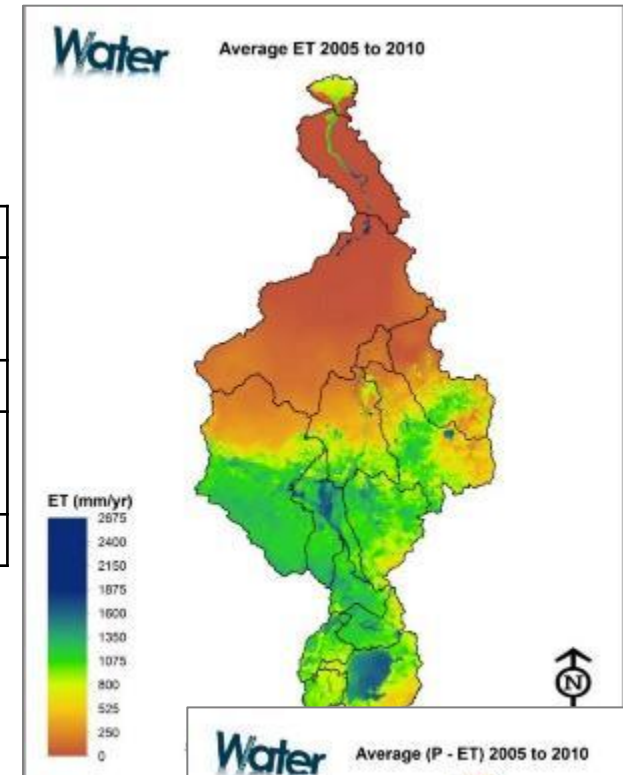 Water
Average ET 2005 to 2010
ET (mm/yr)
2675
2400
2150
1875
1600
1350
1075
800
525
250
0
N
Water
Average (P - ET) 2005 to 2010